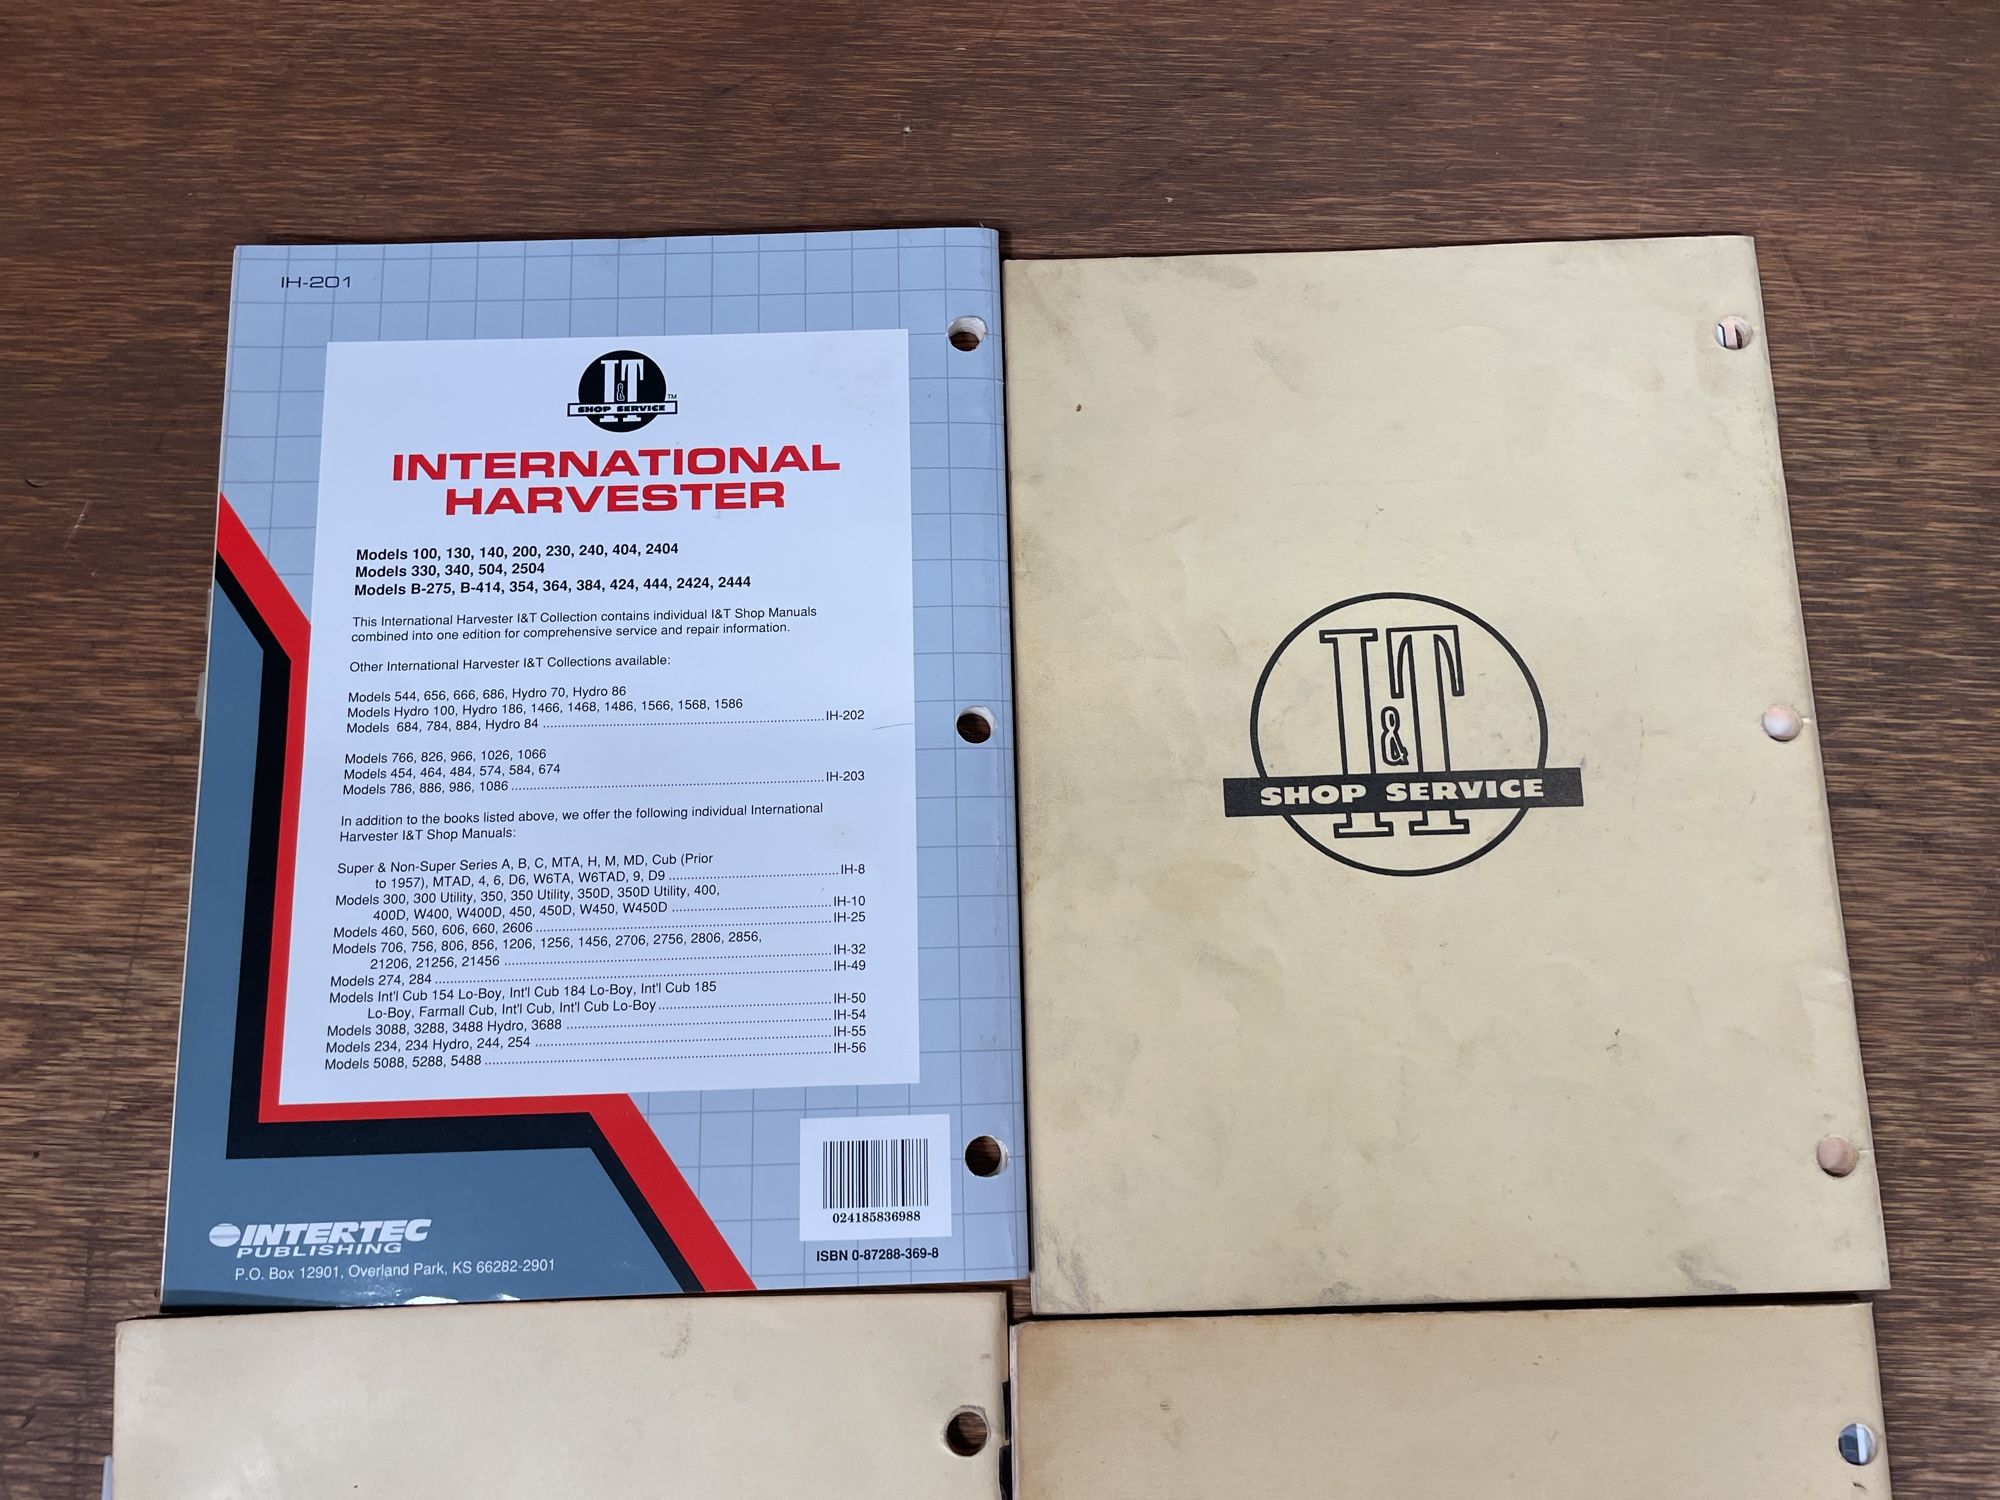 IH-201
I&T
SHOP SERVICE
TM
INTERNATIONAL
HARVESTER
Models 100, 130, 140, 200, 230, 240, 404, 2404
Models 330, 340, 504, 2504
Models B-275, B-414, 354, 364, 384, 424, 444, 2424, 2444
This International Harvester I&T Collection contains individual I&T Shop Manuals
combined into one edition for comprehensive service and repair information.
Other International Harvester I&T Collections available:
Models 544, 656, 666, 686, Hydro 70, Hydro 86
Models Hydro 100, Hydro 186, 1466, 1468, 1486, 1566, 1568, 1586
Models 684, 784, 884, Hydro 84 ........ IH-202
Models 766, 826, 966, 1026, 1066
Models 454, 464, 484, 574, 584, 674
Models 786, 886, 986, 1086 ........ IH-203
In addition to the books listed above, we offer the following individual International
Harvester I&T Shop Manuals:
Super & Non-Super Series A, B, C, MTA, H, M, MD, Cub (Prior
to 1957), MTAD, 4, 6, D6, W6TA, W6TAD, 9, D9 ........ IH-8
Models 300, 300 Utility, 350, 350 Utility, 350D, 350D Utility, 400,
400D, W400, W400D, 450, 450D, W450, W450D ........ IH-10
Models 460, 560, 606, 660, 2606 ........ IH-25
Models 706, 756, 806, 856, 1206, 1256, 1456, 2706, 2756, 2806, 2856,
21206, 21256, 21456 ........ IH-32
Models 274, 284 ........ IH-49
Models Int'l Cub 154 Lo-Boy, Int'l Cub 184 Lo-Boy, Int'l Cub 185
Lo-Boy, Farmall Cub, Int'l Cub, Int'l Cub Lo-Boy ........ IH-50
Models 3088, 3288, 3488 Hydro, 3688 ........ IH-54
Models 234, 234 Hydro, 244, 254 ........ IH-55
Models 5088, 5288, 5488 ........ IH-56
024185836988
ISBN 0-87288-369-8
INTERTEC
PUBLISHING
P.O. Box 12901, Overland Park, KS 66282-2901
I&T
SHOP SERVICE